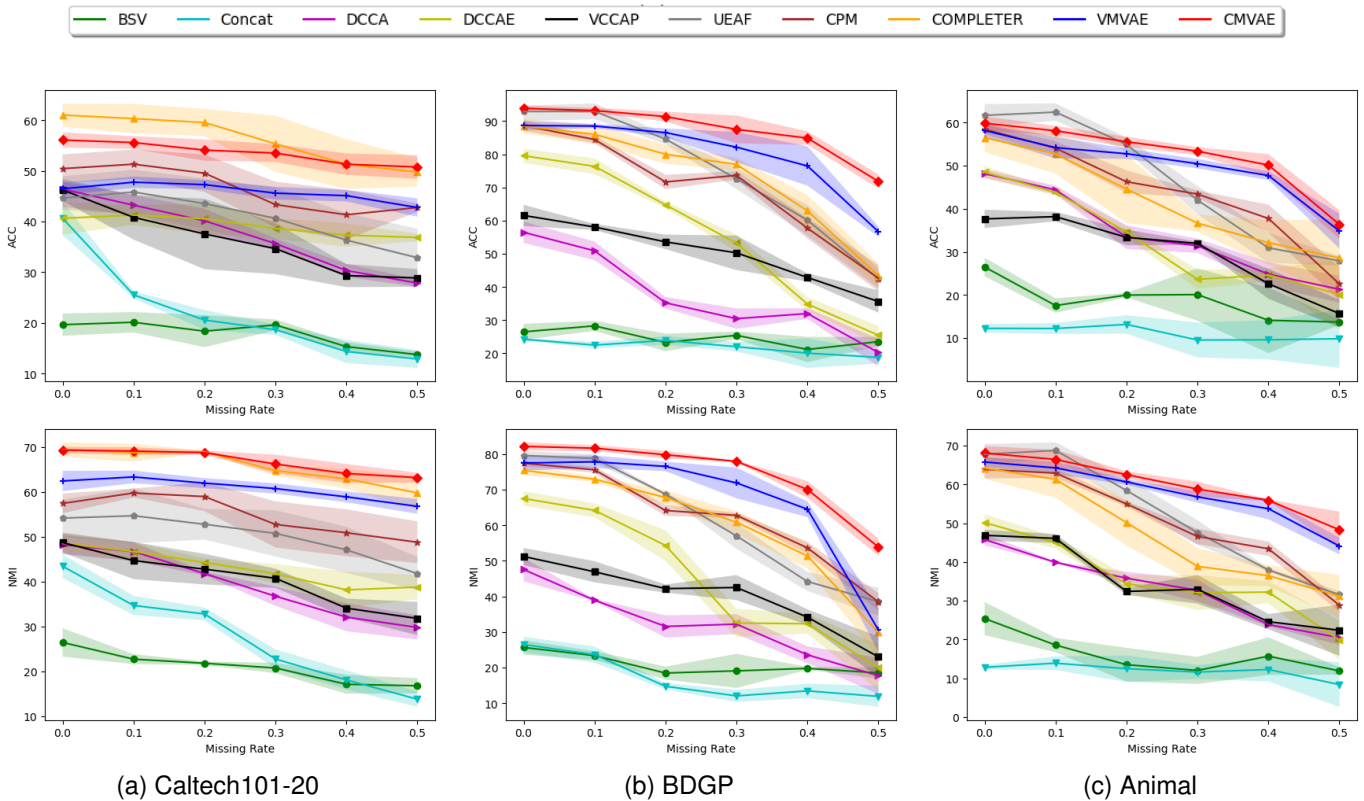 BSV Concat DCCA DCCAE VCCAP UEAF CPM COMPLETER VMVAE CMVAE
60
50
40
30
20
10
ACC
0.0 0.1 0.2 0.3 0.4 0.5
Missing Rate
90
80
70
60
50
40
30
20
ACC
0.0 0.1 0.2 0.3 0.4 0.5
Missing Rate
60
50
40
30
20
10
ACC
0.0 0.1 0.2 0.3 0.4 0.5
Missing Rate
70
60
50
40
30
20
10
NMI
0.0 0.1 0.2 0.3 0.4 0.5
Missing Rate
80
70
60
50
40
30
20
10
NMI
0.0 0.1 0.2 0.3 0.4 0.5
Missing Rate
70
60
50
40
30
20
10
0
NMI
0.0 0.1 0.2 0.3 0.4 0.5
Missing Rate
(a) Caltech101-20
(b) BDGP
(c) Animal